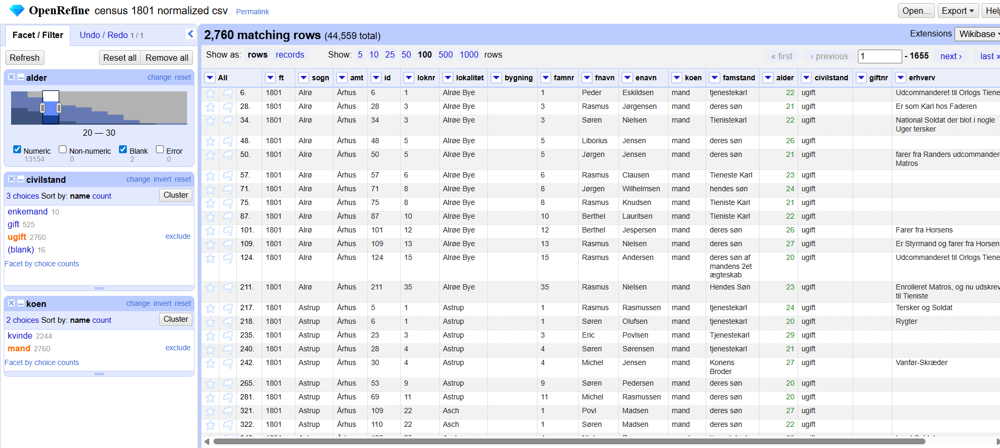 OpenRefine census 1801 normalized csv Permalink Open... Export
Facet / Filter Undo / Redo 1 / 1
2,760 matching rows (44,559 total) Extensions Wikibase
Refresh Reset all Remove all
Show as: rows records Show: 5 10 25 50 100 500 1000 rows « first ‹ previous 1 - 1655 next › last »
alder change reset
20 — 30
Numeric Non-numeric Blank Error
13154 0 2 0
civilstand change invert reset
3 choices Sort by: name count Cluster
enkemand 10
gift 525
ugift 2760 exclude
(blank) 16
Facet by choice counts
koen change invert reset
2 choices Sort by: name count Cluster
kvinde 2244
mand 2760 exclude
Facet by choice counts
All ft sogn amt id loknr lokalitet bygning famnr fnavn enavn koen famstand alder civilstand giftnr erhverv
6. 1801 Alrø Århus 6 1 Alrøe Bye 1 Peder Eskildsen mand tjenestekarl 22 ugift Udcommanderet til Orlogs Tiene
28. 1801 Alrø Århus 28 3 Alrøe Bye 3 Rasmus Jørgensen mand deres søn 21 ugift Er som Karl hos Faderen
34. 1801 Alrø Århus 34 3 Alrøe Bye 3 Søren Nielsen mand Tienistekarl 22 ugift National Soldat der blot i nogle
Uger tersker
48. 1801 Alrø Århus 48 5 Alrøe Bye 5 Liborius Jensen mand deres søn 26 ugift
50. 1801 Alrø Århus 50 5 Alrøe Bye 5 Jørgen Jensen mand deres søn 21 ugift farer fra Randers udcommander
Matros
57. 1801 Alrø Århus 57 6 Alrøe Bye 6 Rasmus Clausen mand Tieneste Karl 23 ugift
71. 1801 Alrø Århus 71 8 Alrøe Bye 8 Jørgen Wilhelmsen mand hendes søn 24 ugift
75. 1801 Alrø Århus 75 8 Alrøe Bye 8 Rasmus Knudsen mand Tieniste Karl 21 ugift
87. 1801 Alrø Århus 87 10 Alrøe Bye 10 Berthel Lauritsen mand Tieniste Karl 22 ugift
101. 1801 Alrø Århus 101 12 Alrøe Bye 12 Berthel Jespersen mand deres søn 26 ugift Farer fra Horsens
109. 1801 Alrø Århus 109 13 Alrøe Bye 13 Rasmus Nielsen mand deres søn 27 ugift Er Styrmand og farer fra Horsens
124. 1801 Alrø Århus 124 15 Alrøe Bye 15 Rasmus Andersen mand deres søn af 20 ugift Udcommanderet til Orlogs Tiene
mandens 2et
ægteskab
211. 1801 Alrø Århus 211 35 Alrøe Bye 35 Rasmus Nielsen mand Hendes Søn 23 ugift Enrolleret Matros, og nu udskrev
til Tieniste
217. 1801 Astrup Århus 5 1 Astrup 1 Rasmus Rasmussen mand tjenestekarl 24 ugift Tersker og Soldat
218. 1801 Astrup Århus 6 1 Astrup 1 Søren Olufsen mand tjenestekarl 20 ugift Rygter
235. 1801 Astrup Århus 23 3 Astrup 3 Eric Povlsen mand Tjenestekarl 29 ugift
240. 1801 Astrup Århus 28 4 Astrup 4 Søren Sørensen mand tjenestekarl 21 ugift
242. 1801 Astrup Århus 30 4 Astrup 4 Michel Jensen mand Konens 27 ugift Vanfør-Skræder
Broder
265. 1801 Astrup Århus 53 9 Astrup 9 Søren Pedersen mand deres søn 20 ugift
281. 1801 Astrup Århus 69 11 Astrup 11 Michel Rasmussen mand deres søn 20 ugift
321. 1801 Astrup Århus 109 22 Asch 1 Povl Madsen mand deres søn 27 ugift
322. 1801 Astrup Århus 110 22 Asch 1 Søren Madsen mand deres søn 22 ugift